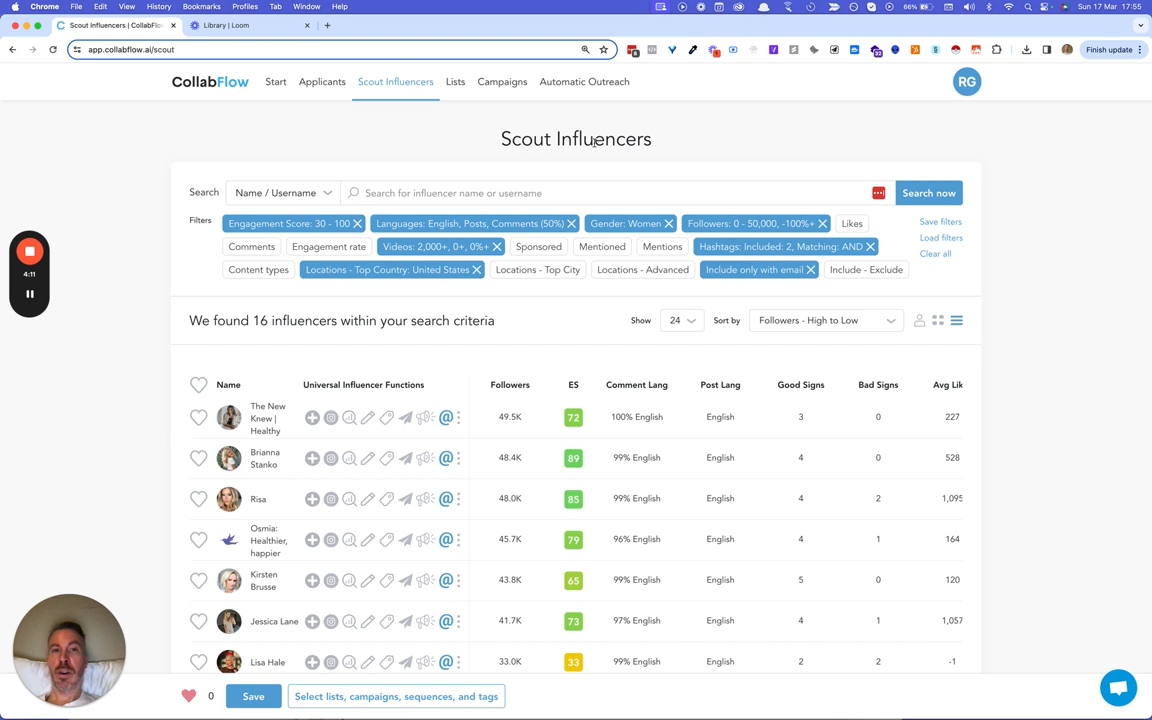 Chrome File Edit View History Bookmarks Profiles Tab Window Help 66% Sun 17 Mar 17:55
Scout Influencers | CollabFlow Library | Loom
app.collabflow.ai/scout Finish update
CollabFlow Start Applicants Scout Influencers Lists Campaigns Automatic Outreach RG
Scout Influencers
Search Name / Username Search for influencer name or username Search now
Filters Engagement Score: 30 - 100 Languages: English, Posts, Comments (50%) Gender: Women Followers: 0 - 50,000, -100%+ Likes Save filters
Comments Engagement rate Videos: 2,000+, 0+, 0%+ Sponsored Mentioned Mentions Hashtags: Included: 2, Matching: AND Load filters
Content types Locations - Top Country: United States Locations - Top City Locations - Advanced Include only with email Include - Exclude Clear all
4:11
We found 16 influencers within your search criteria Show 24 Sort by Followers - High to Low
Name Universal Influencer Functions Followers ES Comment Lang Post Lang Good Signs Bad Signs Avg Lik
The New Knew | Healthy 49.5K 72 100% English English 3 0 227
Brianna Stanko 48.4K 89 99% English English 4 0 528
Risa 48.0K 85 99% English English 4 2 1,095
Osmia: Healthier, happier 45.7K 79 96% English English 4 1 164
Kirsten Brusse 43.8K 65 99% English English 5 0 120
Jessica Lane 41.7K 73 97% English English 4 1 1,057
Lisa Hale 33.0K 33 99% English English 2 2 -1
0 Save Select lists, campaigns, sequences, and tags